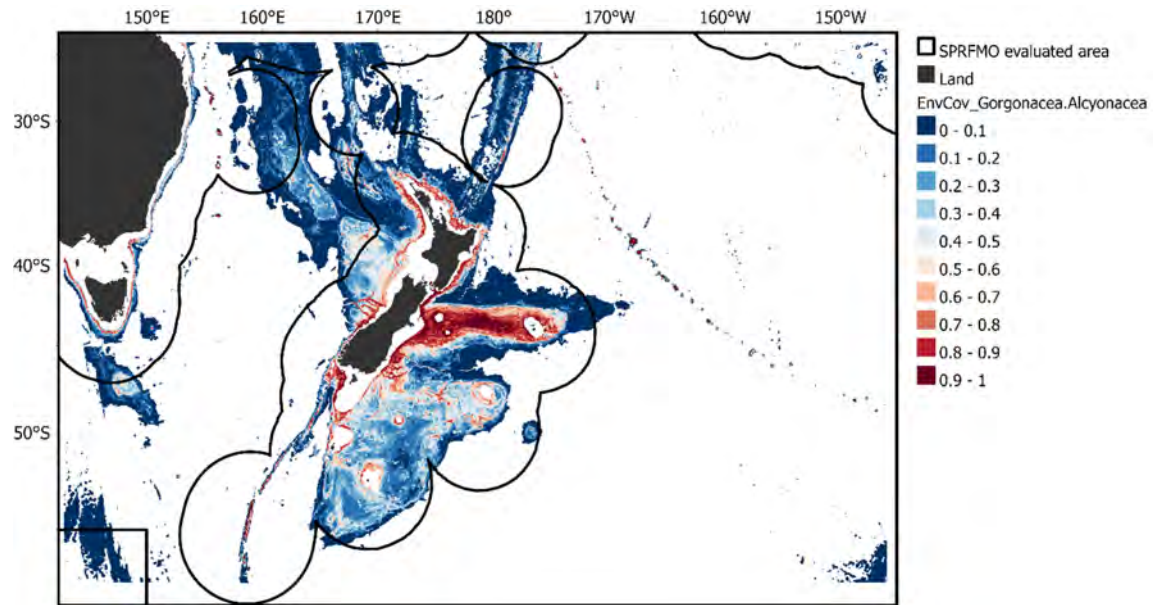 150°E 160°E 170°E 180° 170°W 160°W 150°W
30°S
40°S
50°S
SPRFMO evaluated area
Land
EnvCov_Gorgonacea.Alcyonacea
0 - 0.1
0.1 - 0.2
0.2 - 0.3
0.3 - 0.4
0.4 - 0.5
0.5 - 0.6
0.6 - 0.7
0.7 - 0.8
0.8 - 0.9
0.9 - 1